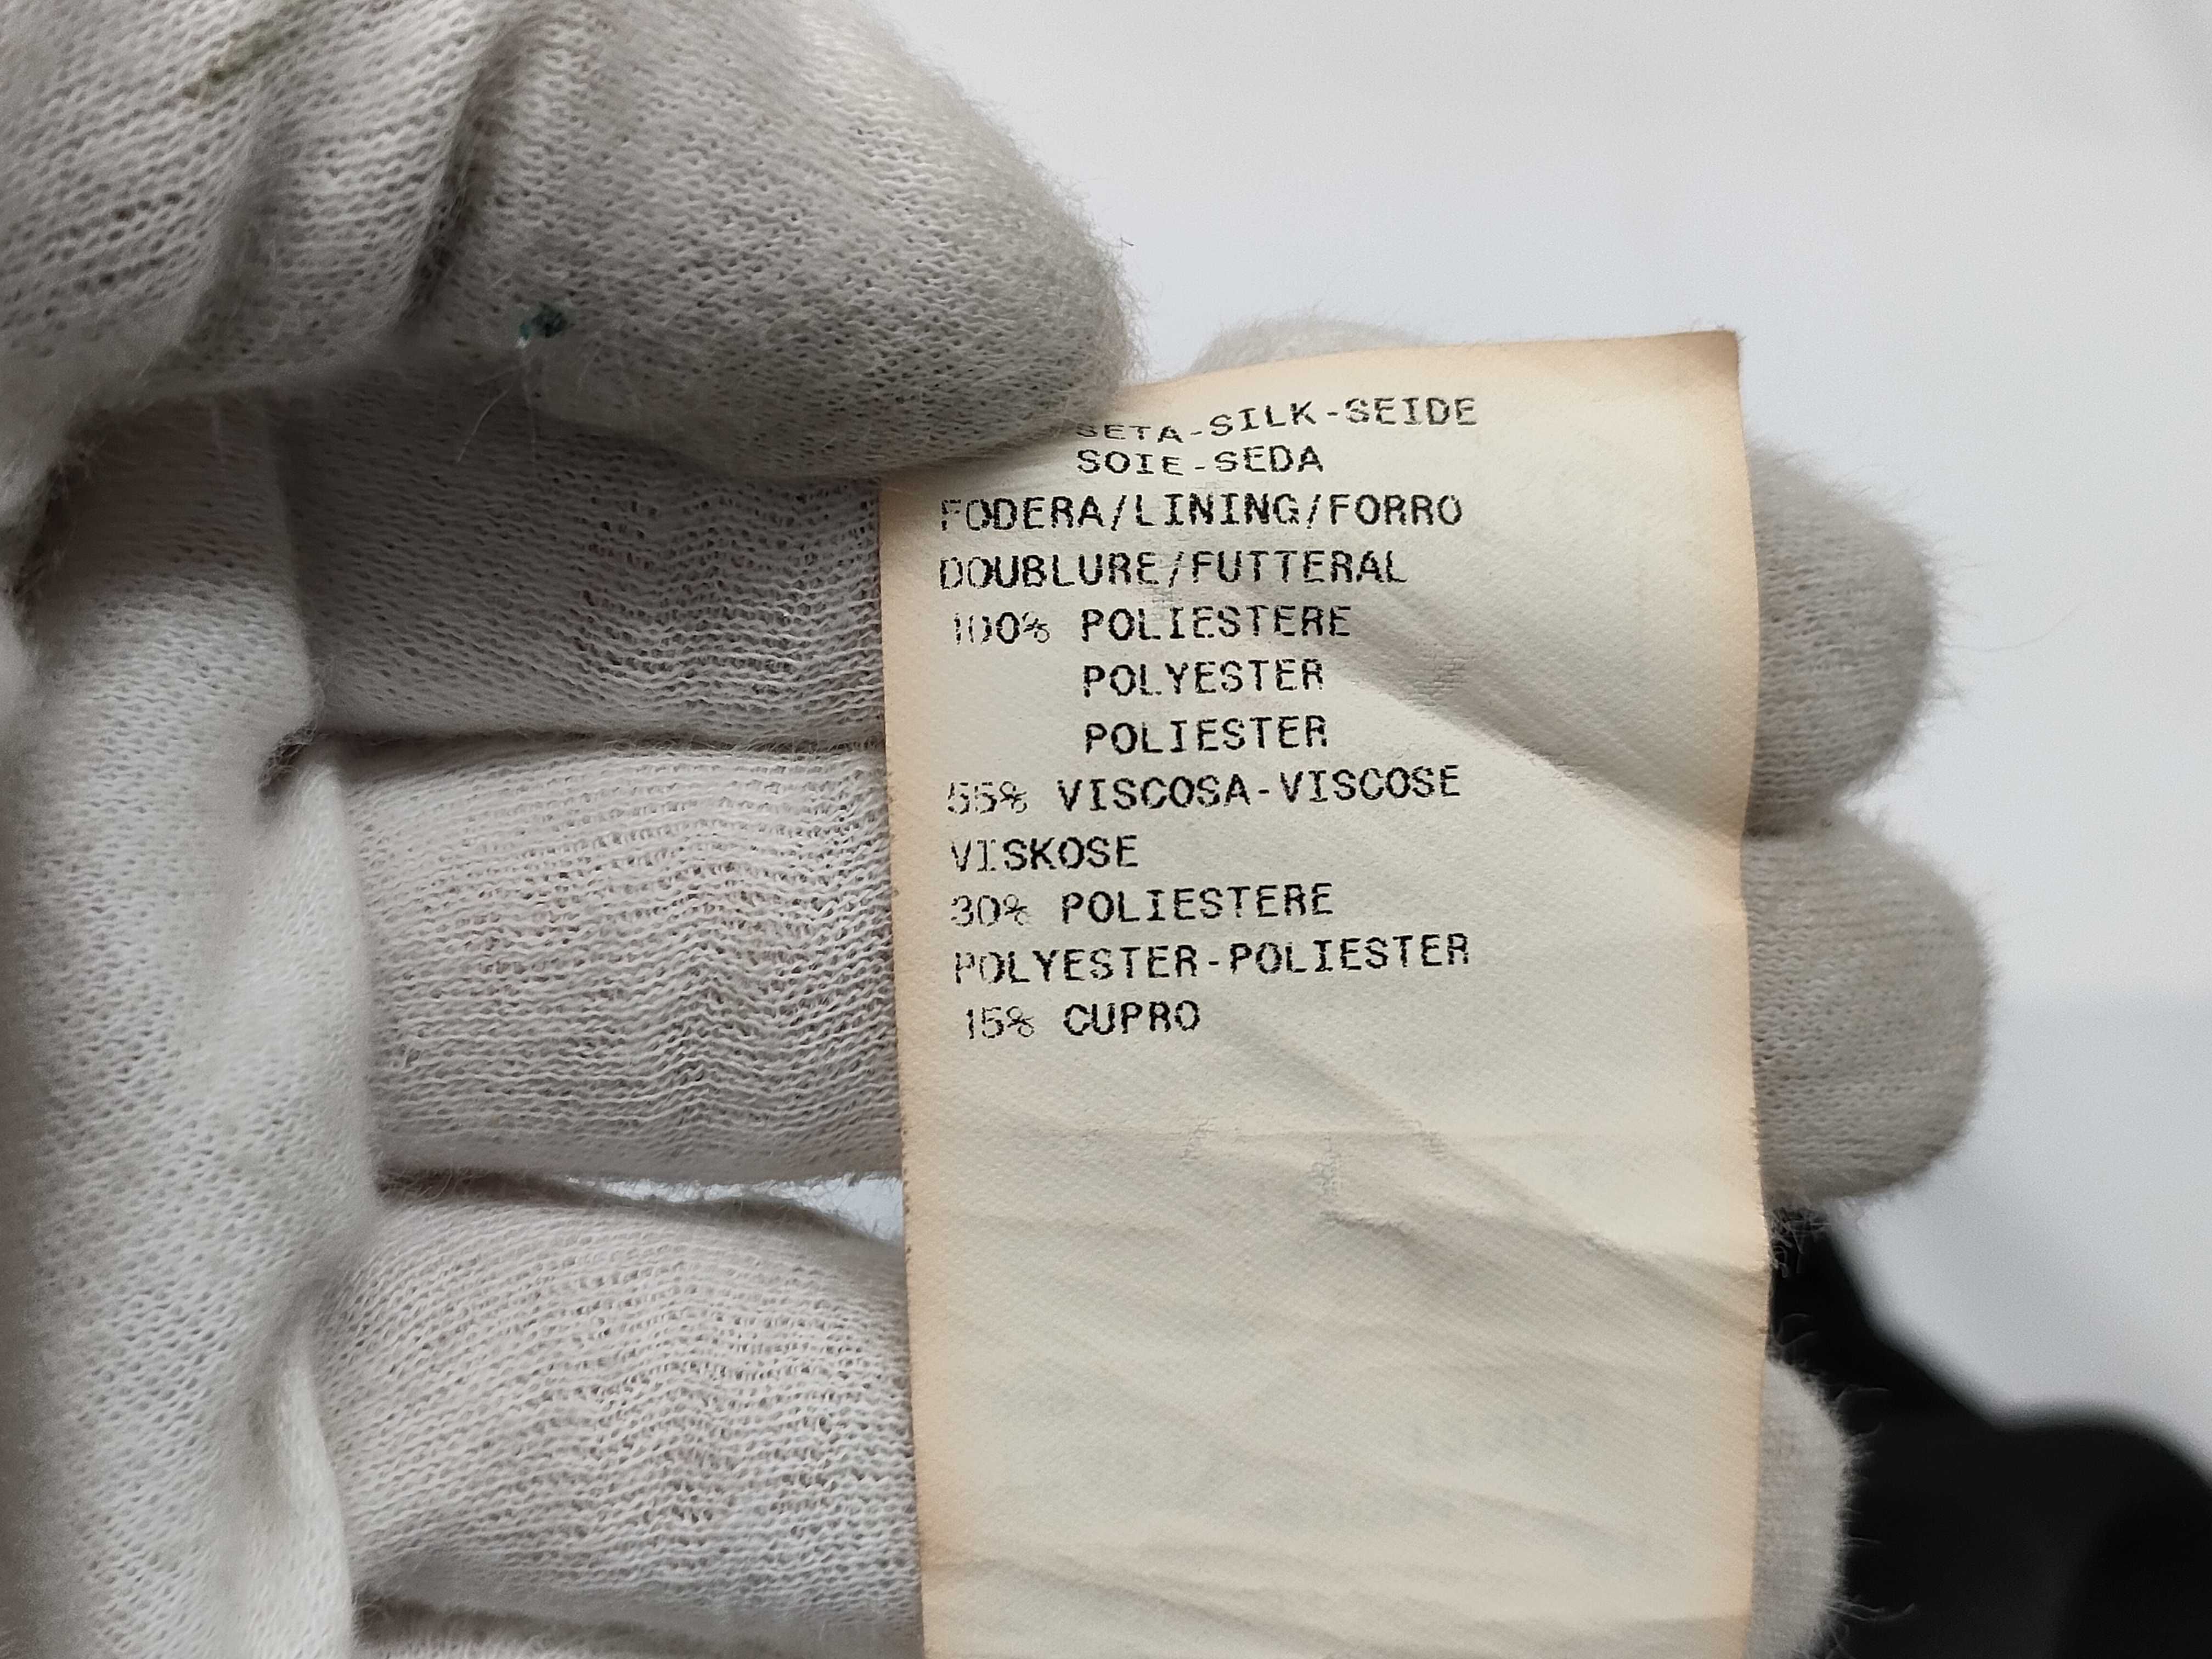 SETA-SILK-SEIDE
SOIE-SEDA
FODERA/LINING/FORRO
DOUBLURE/FUTTERAL
100% POLIESTERE
POLYESTER
POLIESTER
55% VISCOSA-VISCOSE
VISKOSE
30% POLIESTERE
POLYESTER-POLIESTER
15% CUPRO